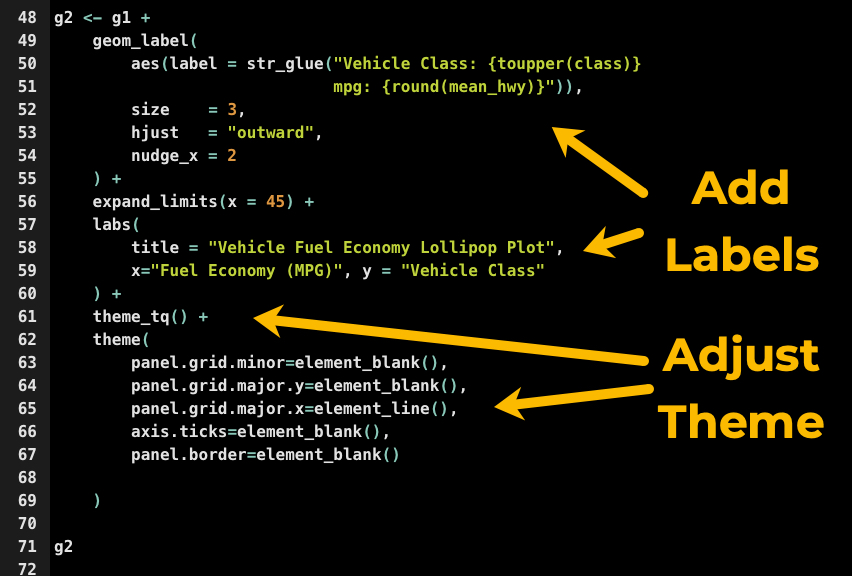 48 g2 <- g1 +
49     geom_label(
50         aes(label = str_glue("Vehicle Class: {toupper(class)}
51                              mpg: {round(mean_hwy)}")),
52         size    = 3,
53         hjust   = "outward",
54         nudge_x = 2
55     ) +
56     expand_limits(x = 45) +
57     labs(
58         title = "Vehicle Fuel Economy Lollipop Plot",
59         x="Fuel Economy (MPG)", y = "Vehicle Class"
60     ) +
61     theme_tq() +
62     theme(
63         panel.grid.minor=element_blank(),
64         panel.grid.major.y=element_blank(),
65         panel.grid.major.x=element_line(),
66         axis.ticks=element_blank(),
67         panel.border=element_blank()
68
69     )
70
71 g2
72
Add
Labels
Adjust
Theme